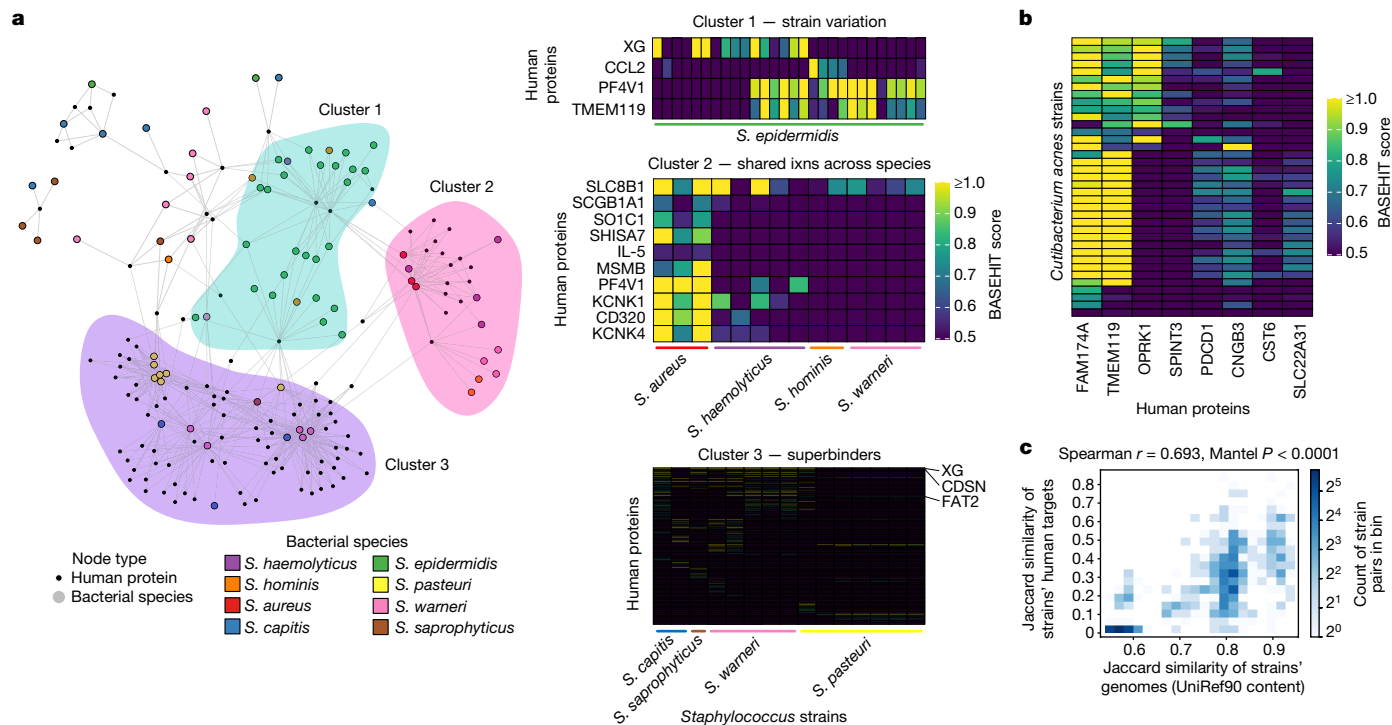 a
Cluster 1
Cluster 2
Cluster 3
Node type
Human protein
Bacterial species
Bacterial species
S. haemolyticus
S. hominis
S. aureus
S. capitis
S. epidermidis
S. pasteuri
S. warneri
S. saprophyticus
Cluster 1 — strain variation
Human
proteins
XG
CCL2
PF4V1
TMEM119
S. epidermidis
Cluster 2 — shared ixns across species
Human proteins
SLC8B1
SCGB1A1
SO1C1
SHISA7
IL-5
MSMB
PF4V1
KCNK1
CD320
KCNK4
S. aureus
S. haemolyticus
S. hominis
S. warneri
≥1.0
0.9
0.8
0.7
0.6
0.5
BASEHIT score
Cluster 3 — superbinders
Human proteins
XG
CDSN
FAT2
S. capitis
S. saprophyticus
S. warneri
S. pasteuri
Staphylococcus strains
b
Cutibacterium acnes strains
FAM174A
TMEM119
OPRK1
SPINT3
PDCD1
CNGB3
CST6
SLC22A31
Human proteins
≥1.0
0.9
0.8
0.7
0.6
0.5
BASEHIT score
c
Spearman r = 0.693, Mantel P < 0.0001
Jaccard similarity of
strains' human targets
0.8
0.7
0.6
0.5
0.4
0.3
0.2
0.1
0
0.6
0.7
0.8
0.9
Jaccard similarity of strains'
genomes (UniRef90 content)
2⁵
2⁴
2³
2²
2¹
2⁰
Count of strain
pairs in bin